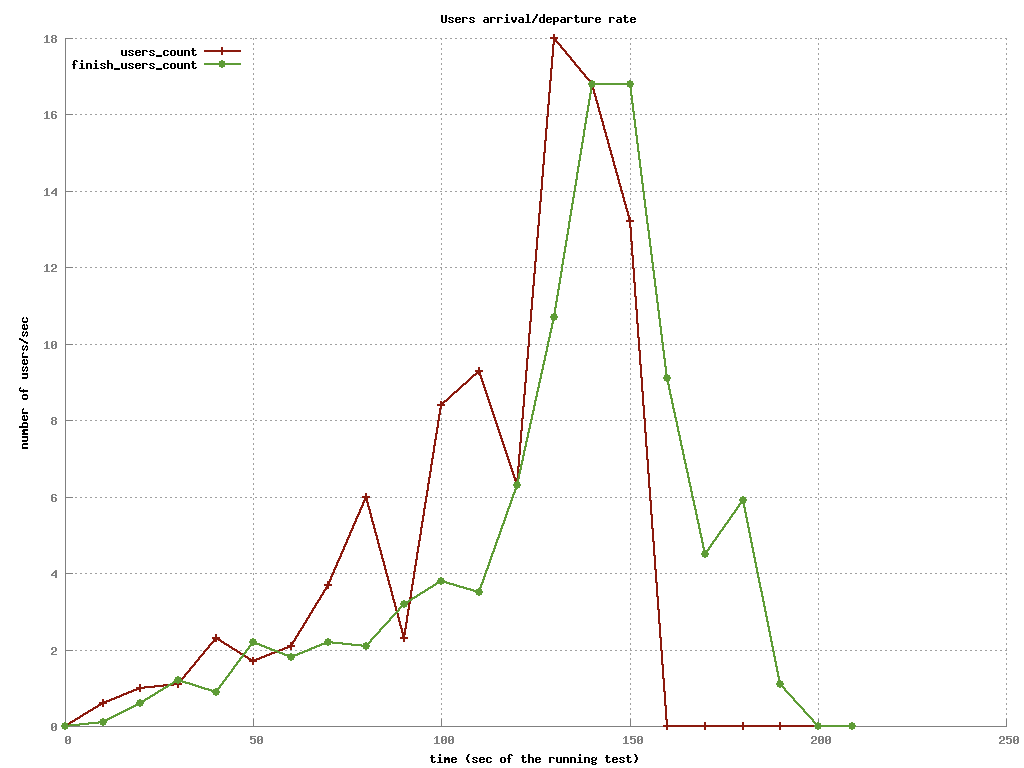 Users arrival/departure rate
users_count
finish_users_count
18
16
14
12
10
8
6
4
2
0
number of users/sec
0 50 100 150 200 250
time (sec of the running test)